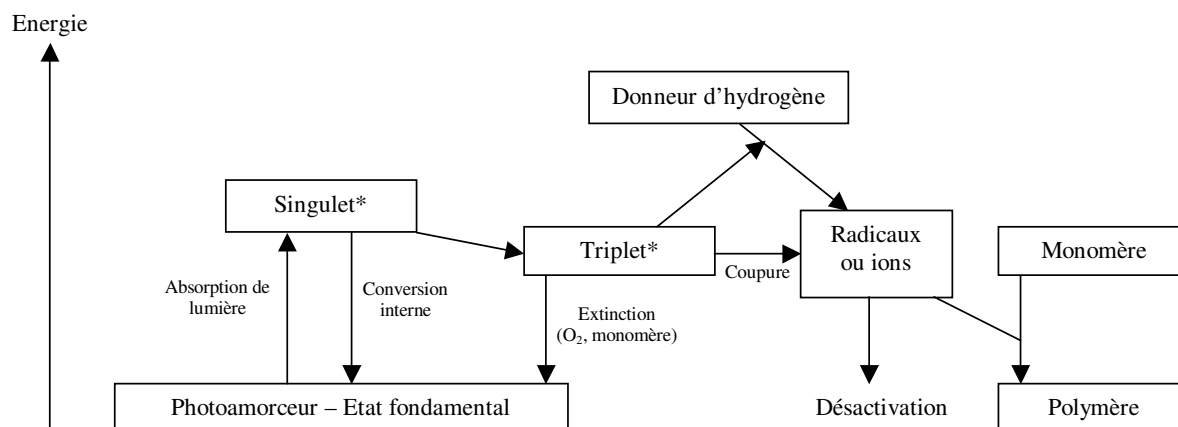 Energie
Donneur d'hydrogène
Singulet*
Triplet*
Radicaux
ou ions
Monomère
Coupure
Absorption de
lumière
Conversion
interne
Extinction
(O₂, monomère)
Photoamorceur – Etat fondamental
Désactivation
Polymère